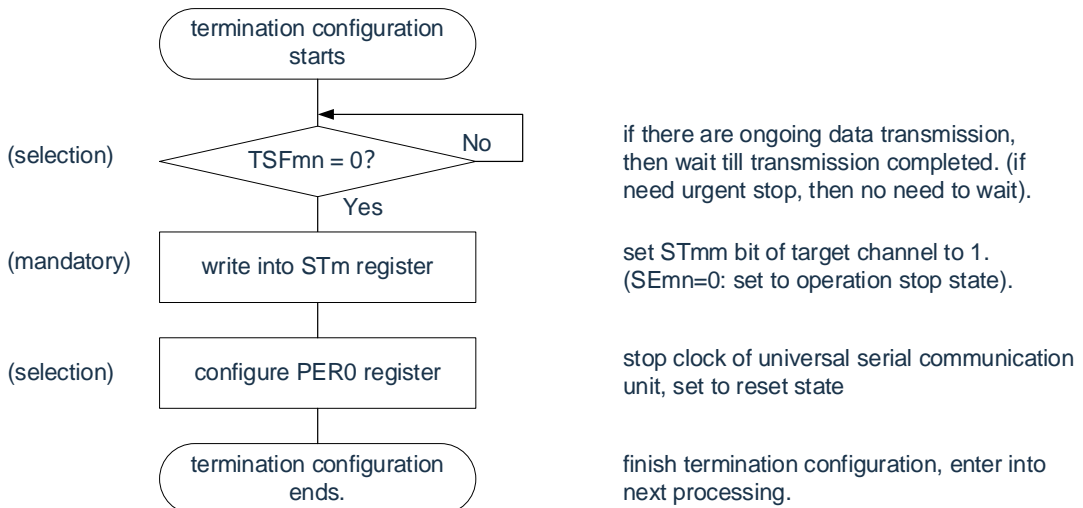 termination configuration
starts
(selection)
TSFmn = 0?
No
if there are ongoing data transmission,
then wait till transmission completed. (if
need urgent stop, then no need to wait).
Yes
(mandatory)
write into STm register
set STmm bit of target channel to 1.
(SEmn=0: set to operation stop state).
(selection)
configure PER0 register
stop clock of universal serial communication
unit, set to reset state
termination configuration
ends.
finish termination configuration, enter into
next processing.